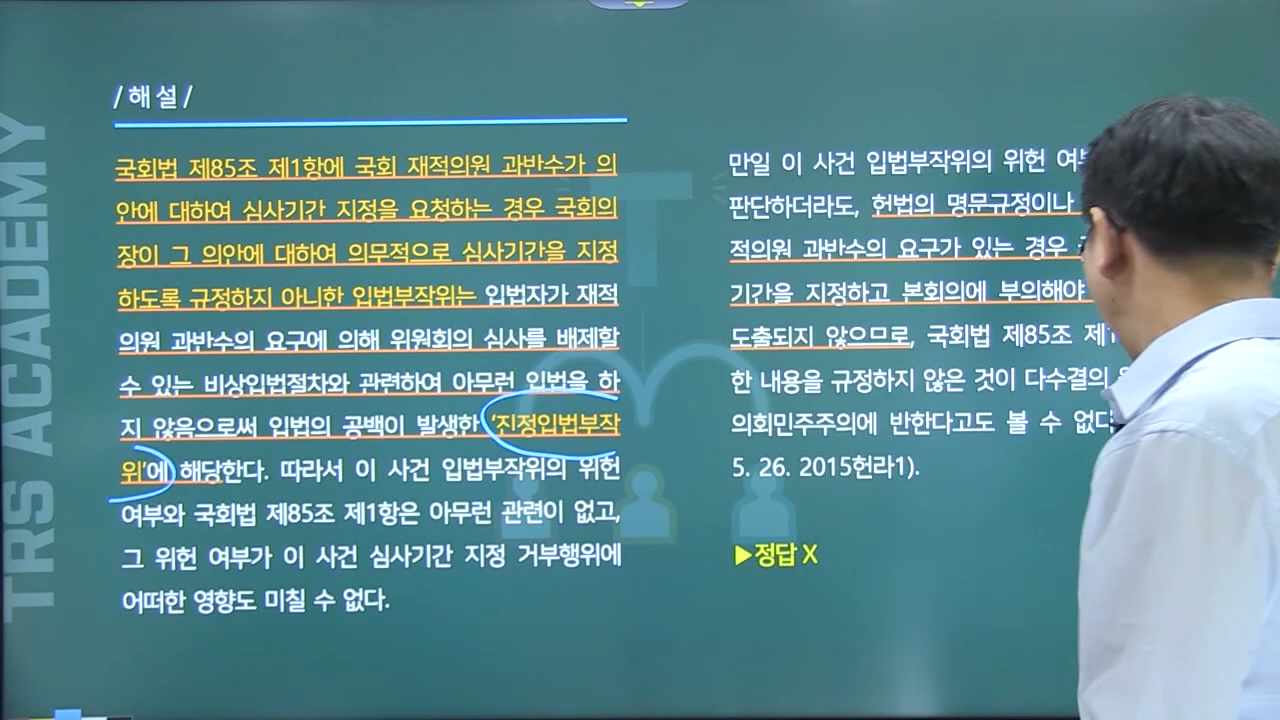 TRS ACADEMY
/ 해 설 /
국회법 제85조 제1항에 국회 재적의원 과반수가 의
안에 대하여 심사기간 지정을 요청하는 경우 국회의
장이 그 의안에 대하여 의무적으로 심사기간을 지정
하도록 규정하지 아니한 입법부작위는 입법자가 재적
의원 과반수의 요구에 의해 위원회의 심사를 배제할
수 있는 비상입법절차와 관련하여 아무런 입법을 하
지 않음으로써 입법의 공백이 발생한 '진정입법부작
위'에 해당한다. 따라서 이 사건 입법부작위의 위헌
여부와 국회법 제85조 제1항은 아무런 관련이 없고,
그 위헌 여부가 이 사건 심사기간 지정 거부행위에
어떠한 영향도 미칠 수 없다.
만일 이 사건 입법부작위의 위헌
판단하더라도, 헌법의 명문규정이나
적의원 과반수의 요구가 있는 경우
기간을 지정하고 본회의에 부의해야
도출되지 않으므로, 국회법 제85조
한 내용을 규정하지 않은 것이 다수결의
의회민주주의에 반한다고도 볼 수 없다
5. 26. 2015헌라1).
▶정답 X